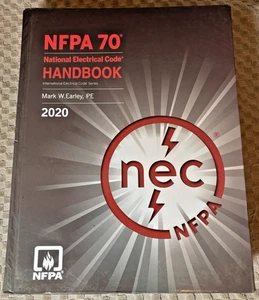 NFPA 70®
National Electrical Code®
HANDBOOK
International Electrical Code Series
Mark W. Earley, P.E.
2020
nec
®
NFPA
NFPA